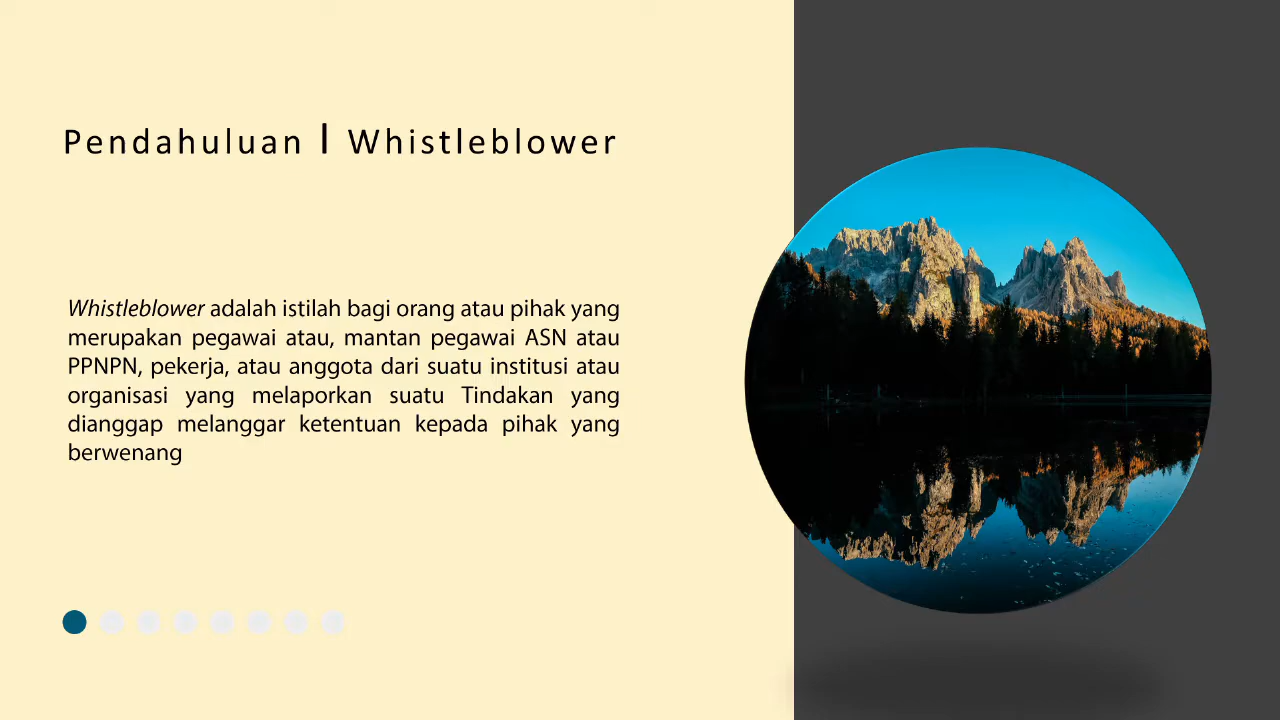 Pendahuluan | Whistleblower
Whistleblower adalah istilah bagi orang atau pihak yang
merupakan pegawai atau, mantan pegawai ASN atau
PPNPN, pekerja, atau anggota dari suatu institusi atau
organisasi yang melaporkan suatu Tindakan yang
dianggap melanggar ketentuan kepada pihak yang
berwenang